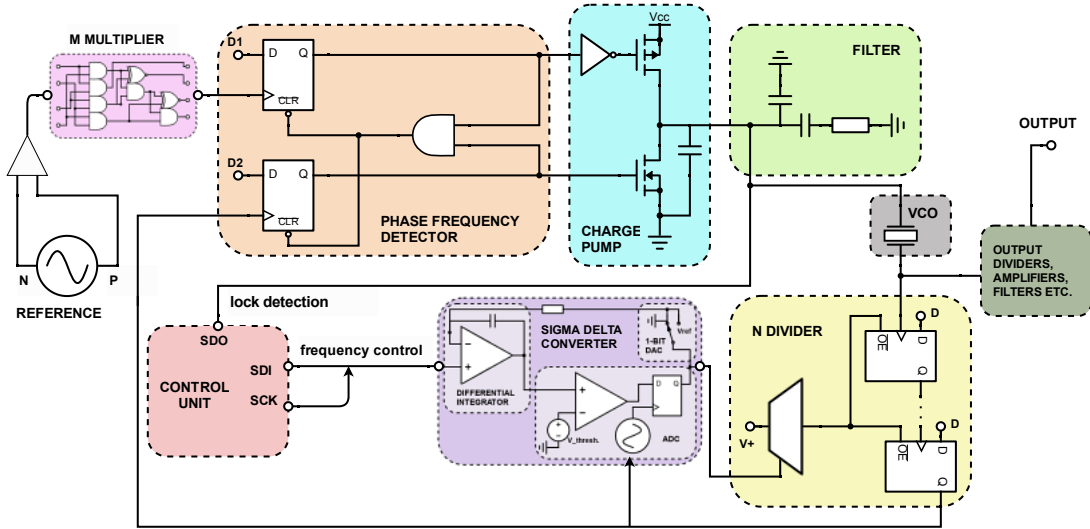 M MULTIPLIER
D1
D
Q
CLR
D2
D
Q
CLR
PHASE FREQUENCY
DETECTOR
Vcc
CHARGE
PUMP
FILTER
OUTPUT
VCO
OUTPUT
DIVIDERS,
AMPLIFIERS,
FILTERS ETC.
N
P
REFERENCE
lock detection
SDO
CONTROL
UNIT
SDI
SCK
frequency control
SIGMA DELTA
CONVERTER
Vref
1-BIT
DAC
DIFFERENTIAL
INTEGRATOR
V_thresh.
D
Q
ADC
N DIVIDER
V+
D
OE
D
Q
D
OE
D
Q